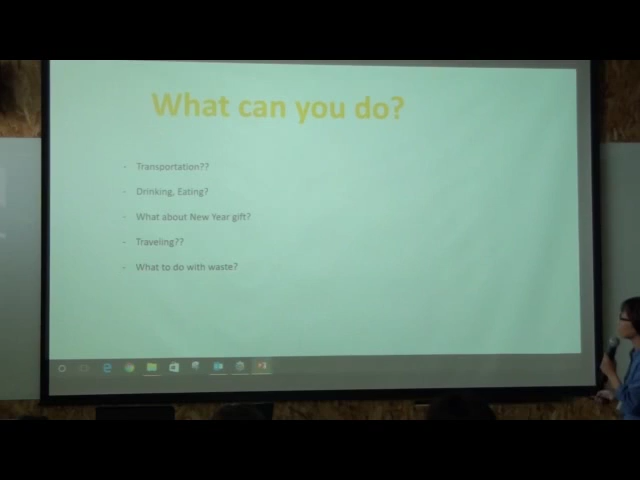 What can you do?
- Transportation??
- Drinking, Eating?
- What about New Year gift?
- Traveling??
- What to do with waste?